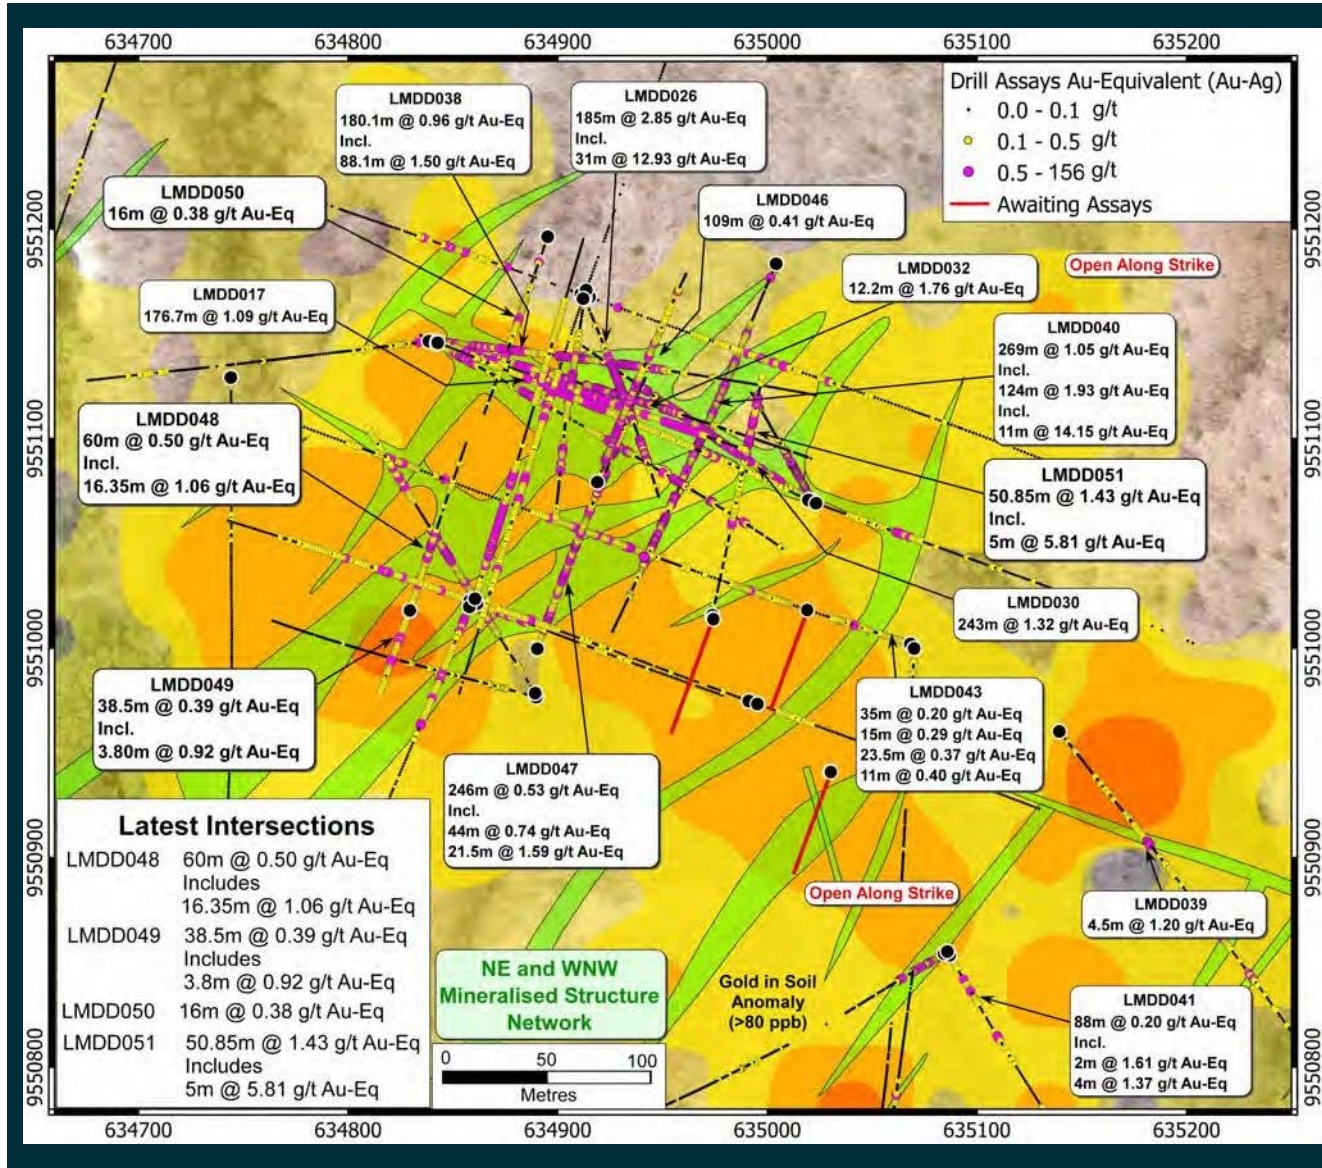 634700 634800 634900 635000 635100 635200
Drill Assays Au-Equivalent (Au-Ag)
0.0 - 0.1 g/t
0.1 - 0.5 g/t
0.5 - 156 g/t
Awaiting Assays
LMDD038
180.1m @ 0.96 g/t Au-Eq
Incl.
88.1m @ 1.50 g/t Au-Eq
LMDD026
185m @ 2.85 g/t Au-Eq
Incl.
31m @ 12.93 g/t Au-Eq
LMDD050
16m @ 0.38 g/t Au-Eq
LMDD046
109m @ 0.41 g/t Au-Eq
9551200
9551200
LMDD032
12.2m @ 1.76 g/t Au-Eq
Open Along Strike
LMDD017
176.7m @ 1.09 g/t Au-Eq
LMDD040
269m @ 1.05 g/t Au-Eq
Incl.
124m @ 1.93 g/t Au-Eq
Incl.
11m @ 14.15 g/t Au-Eq
9551100
9551100
LMDD048
60m @ 0.50 g/t Au-Eq
Incl.
16.35m @ 1.06 g/t Au-Eq
LMDD051
50.85m @ 1.43 g/t Au-Eq
Incl.
5m @ 5.81 g/t Au-Eq
LMDD030
243m @ 1.32 g/t Au-Eq
9551000
9551000
LMDD049
38.5m @ 0.39 g/t Au-Eq
Incl.
3.80m @ 0.92 g/t Au-Eq
LMDD043
35m @ 0.20 g/t Au-Eq
15m @ 0.29 g/t Au-Eq
23.5m @ 0.37 g/t Au-Eq
11m @ 0.40 g/t Au-Eq
LMDD047
246m @ 0.53 g/t Au-Eq
Incl.
44m @ 0.74 g/t Au-Eq
21.5m @ 1.59 g/t Au-Eq
9550900
9550900
Open Along Strike
LMDD039
4.5m @ 1.20 g/t Au-Eq
Latest Intersections
LMDD048 60m @ 0.50 g/t Au-Eq
Includes
16.35m @ 1.06 g/t Au-Eq
LMDD049 38.5m @ 0.39 g/t Au-Eq
Includes
3.8m @ 0.92 g/t Au-Eq
LMDD050 16m @ 0.38 g/t Au-Eq
LMDD051 50.85m @ 1.43 g/t Au-Eq
Includes
5m @ 5.81 g/t Au-Eq
NE and WNW
Mineralised Structure
Network
Gold in Soil
Anomaly
(>80 ppb)
LMDD041
88m @ 0.20 g/t Au-Eq
Incl.
2m @ 1.61 g/t Au-Eq
4m @ 1.37 g/t Au-Eq
9550800
9550800
0 50 100
Metres
634700 634800 634900 635000 635100 635200